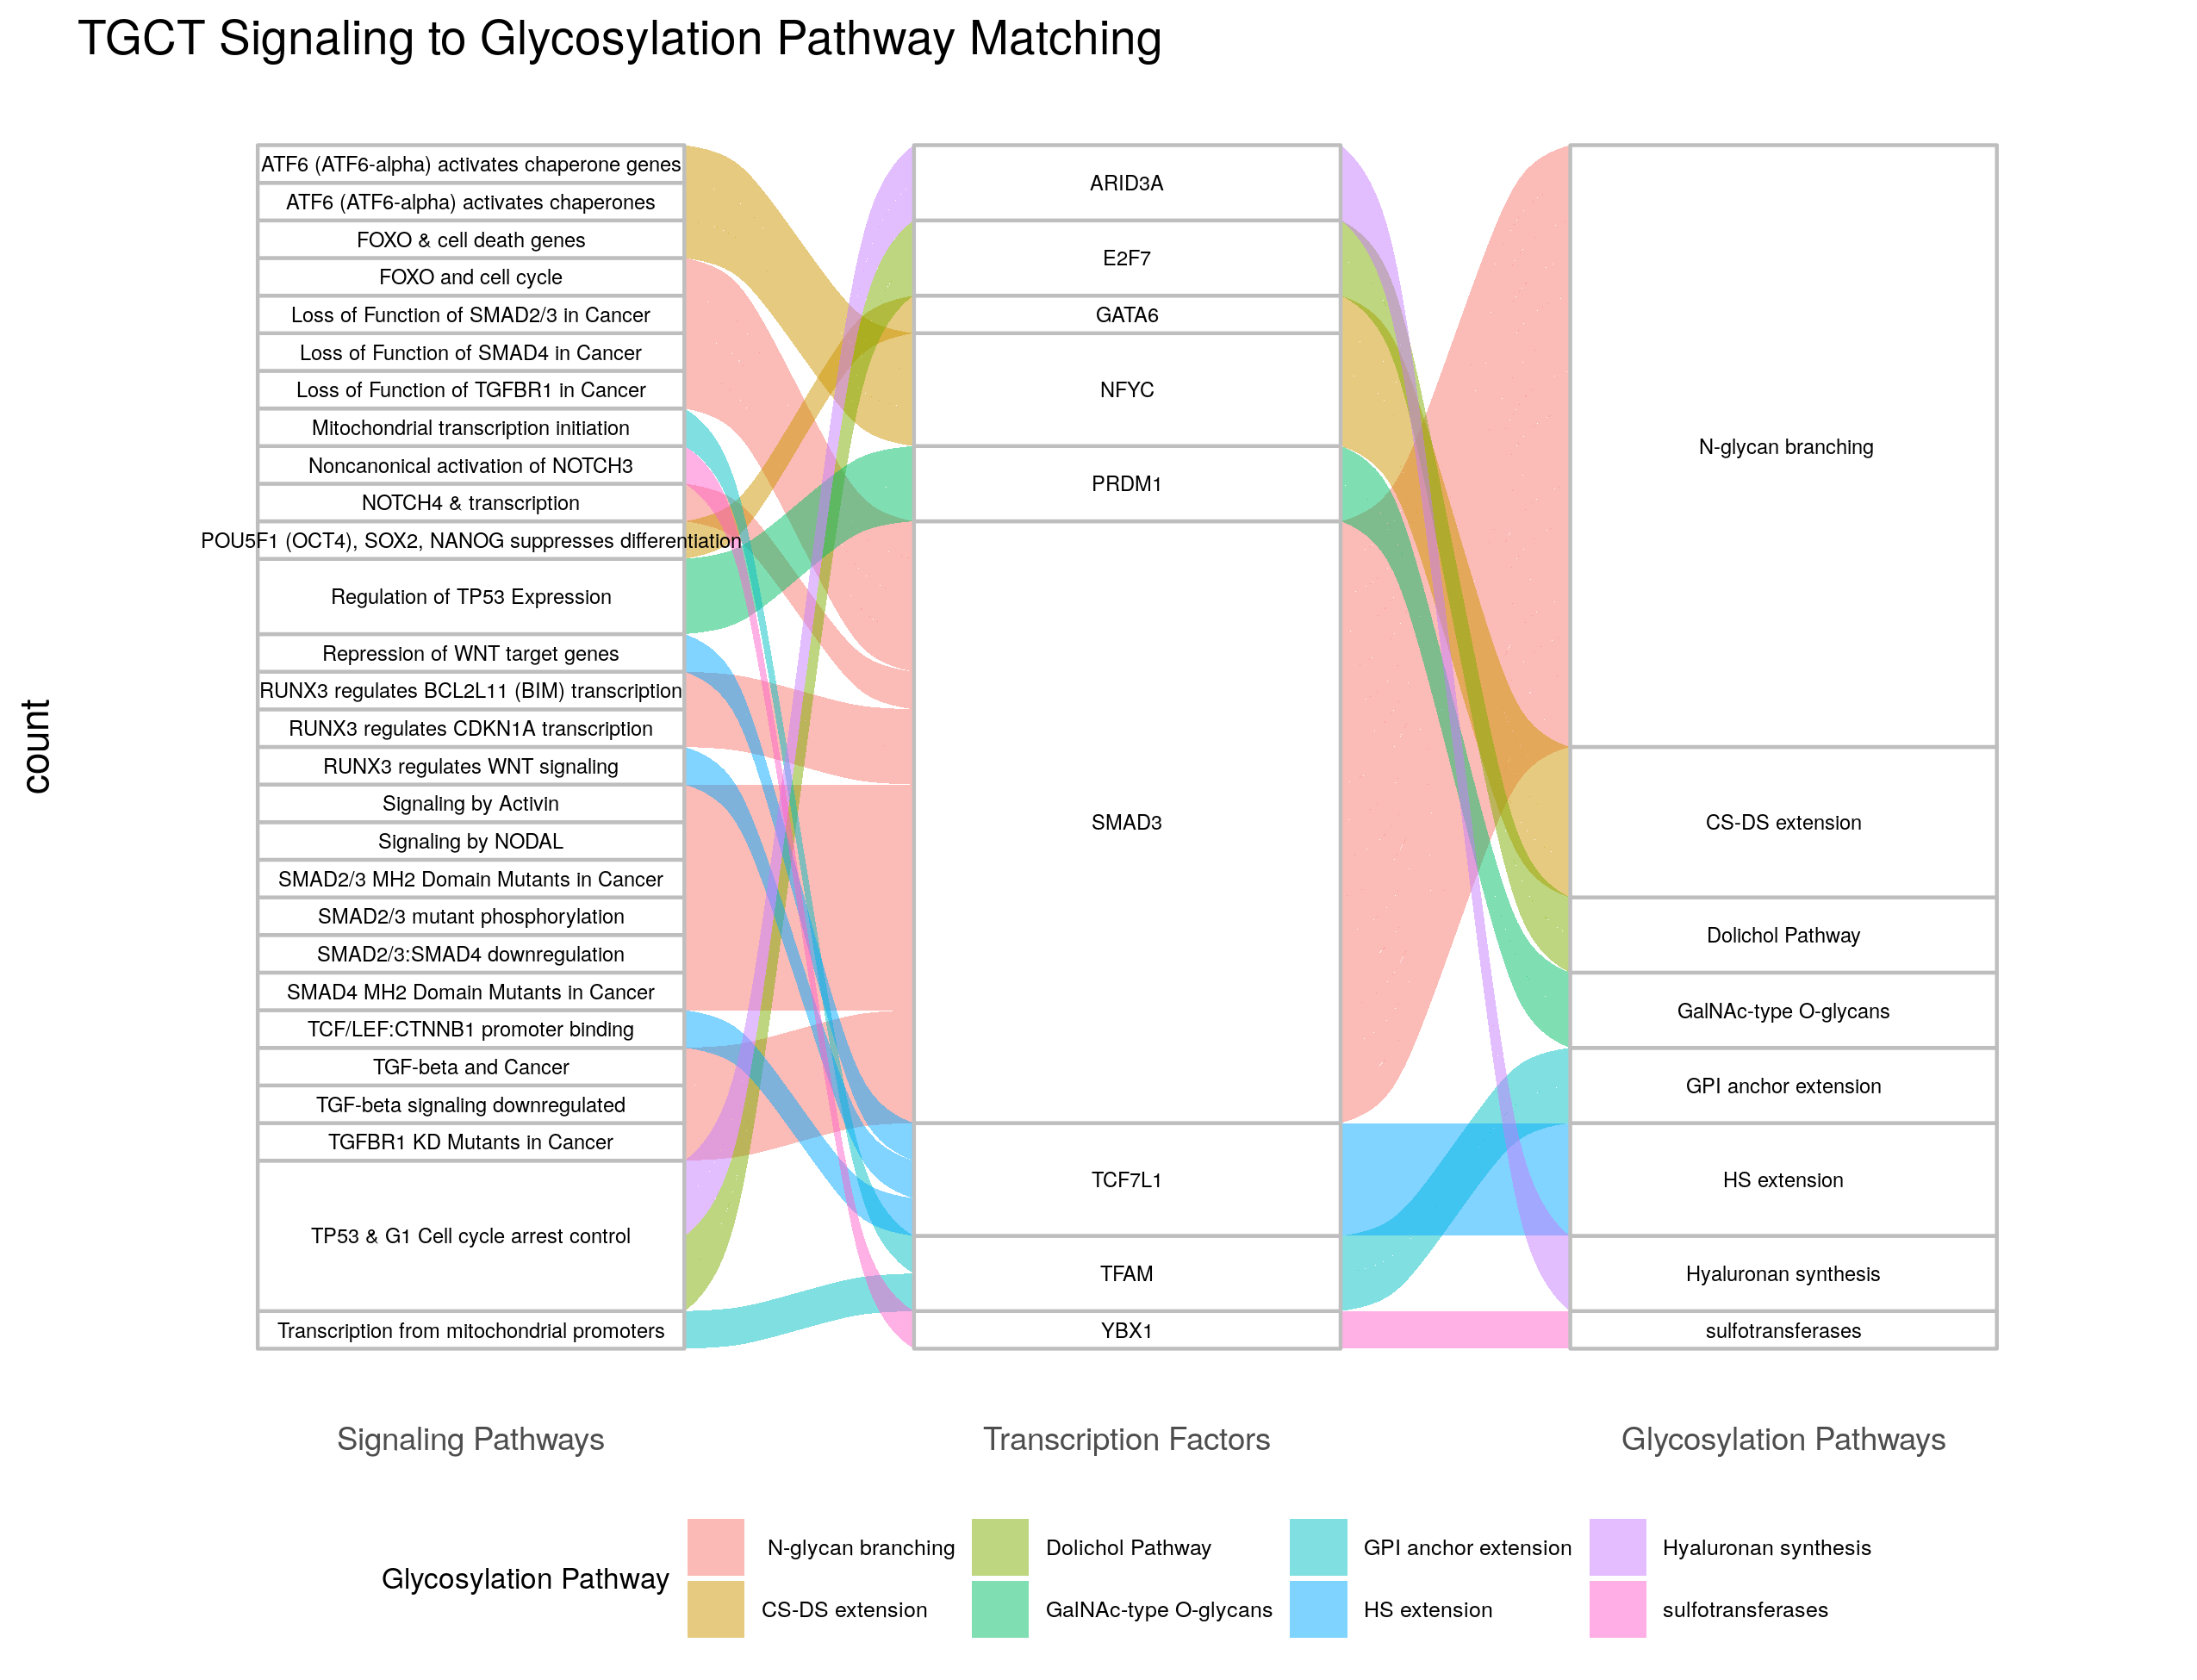 TGCT Signaling to Glycosylation Pathway Matching
count
ATF6 (ATF6-alpha) activates chaperone genes
ATF6 (ATF6-alpha) activates chaperones
FOXO & cell death genes
FOXO and cell cycle
Loss of Function of SMAD2/3 in Cancer
Loss of Function of SMAD4 in Cancer
Loss of Function of TGFBR1 in Cancer
Mitochondrial transcription initiation
Noncanonical activation of NOTCH3
NOTCH4 & transcription
POU5F1 (OCT4), SOX2, NANOG suppresses differentiation
Regulation of TP53 Expression
Repression of WNT target genes
RUNX3 regulates BCL2L11 (BIM) transcription
RUNX3 regulates CDKN1A transcription
RUNX3 regulates WNT signaling
Signaling by Activin
Signaling by NODAL
SMAD2/3 MH2 Domain Mutants in Cancer
SMAD2/3 mutant phosphorylation
SMAD2/3:SMAD4 downregulation
SMAD4 MH2 Domain Mutants in Cancer
TCF/LEF:CTNNB1 promoter binding
TGF-beta and Cancer
TGF-beta signaling downregulated
TGFBR1 KD Mutants in Cancer
TP53 & G1 Cell cycle arrest control
Transcription from mitochondrial promoters
ARID3A
E2F7
GATA6
NFYC
PRDM1
SMAD3
TCF7L1
TFAM
YBX1
N-glycan branching
CS-DS extension
Dolichol Pathway
GalNAc-type O-glycans
GPI anchor extension
HS extension
Hyaluronan synthesis
sulfotransferases
Signaling Pathways
Transcription Factors
Glycosylation Pathways
Glycosylation Pathway
N-glycan branching
CS-DS extension
Dolichol Pathway
GalNAc-type O-glycans
GPI anchor extension
HS extension
Hyaluronan synthesis
sulfotransferases